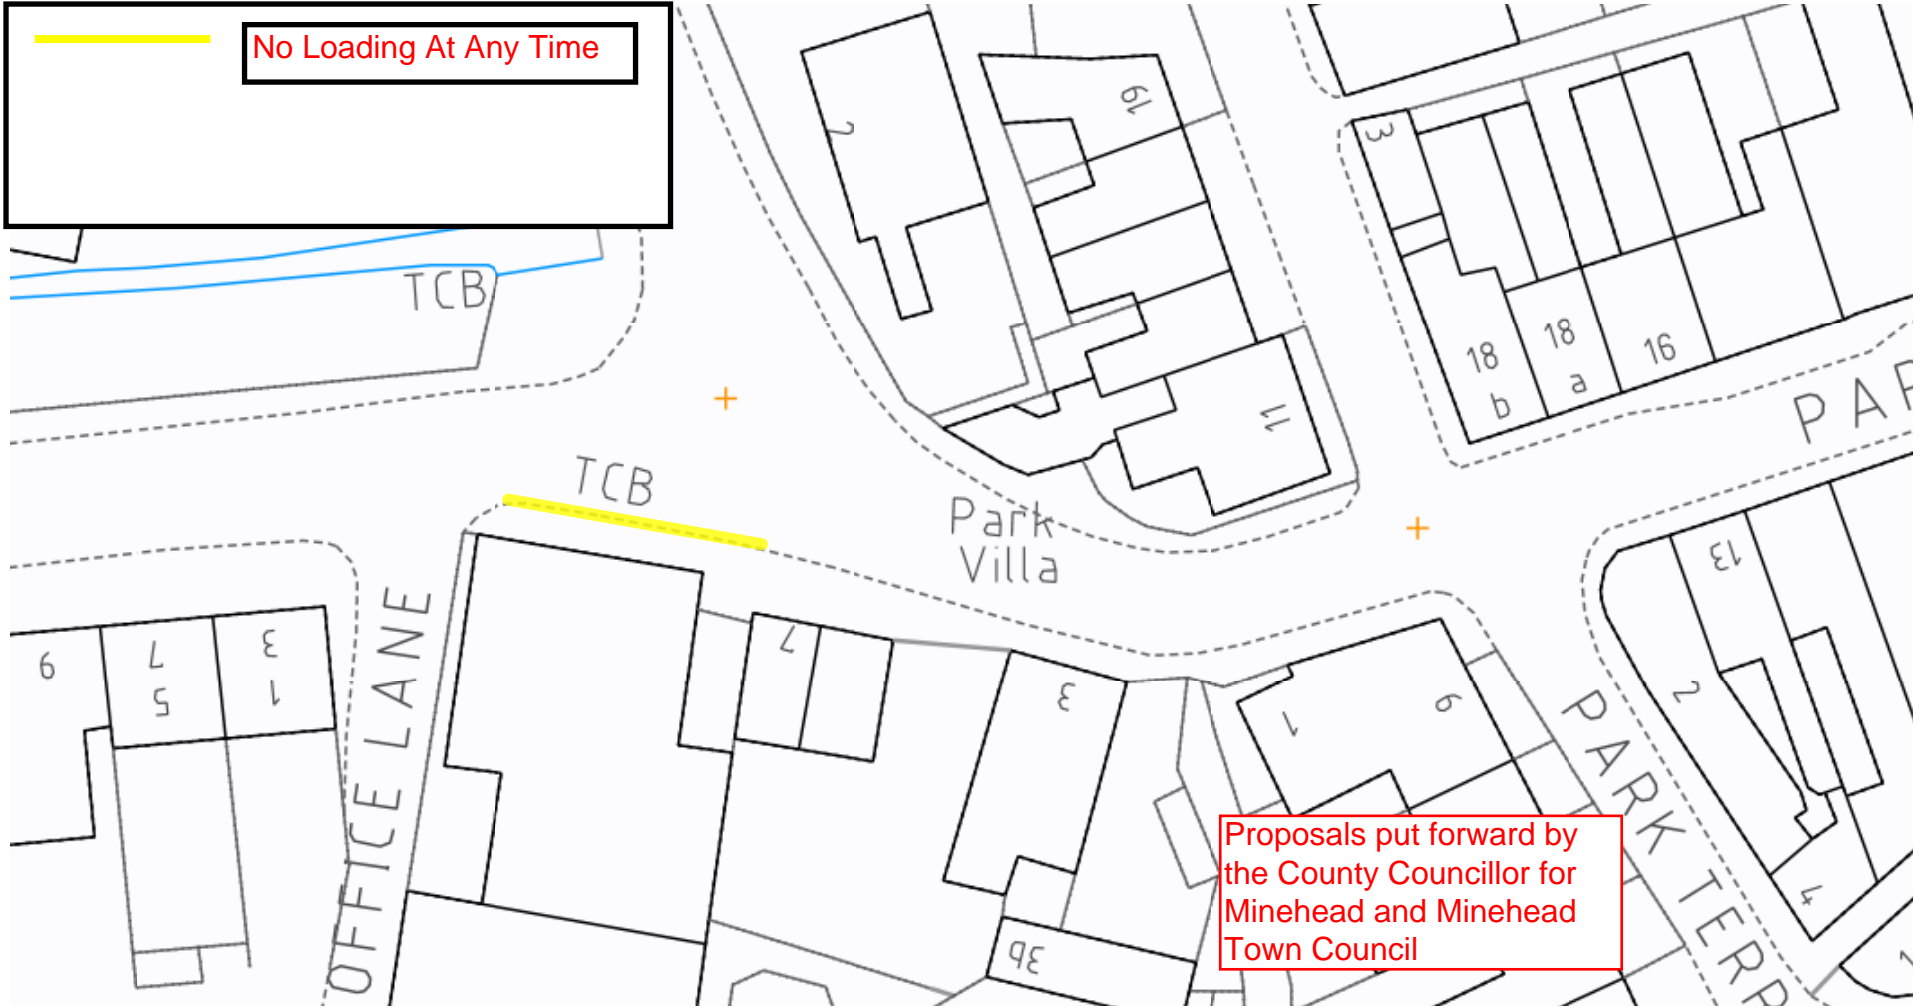 No Loading At Any Time
2
19
3
TCB
18
b
18
a
16
PAR
11
TCB
Park
Villa
OFFICE LANE
9
7
5
3
1
7
3
1
9
13
2
4
PARK TERR
3b
Proposals put forward by
the County Councillor for
Minehead and Minehead
Town Council